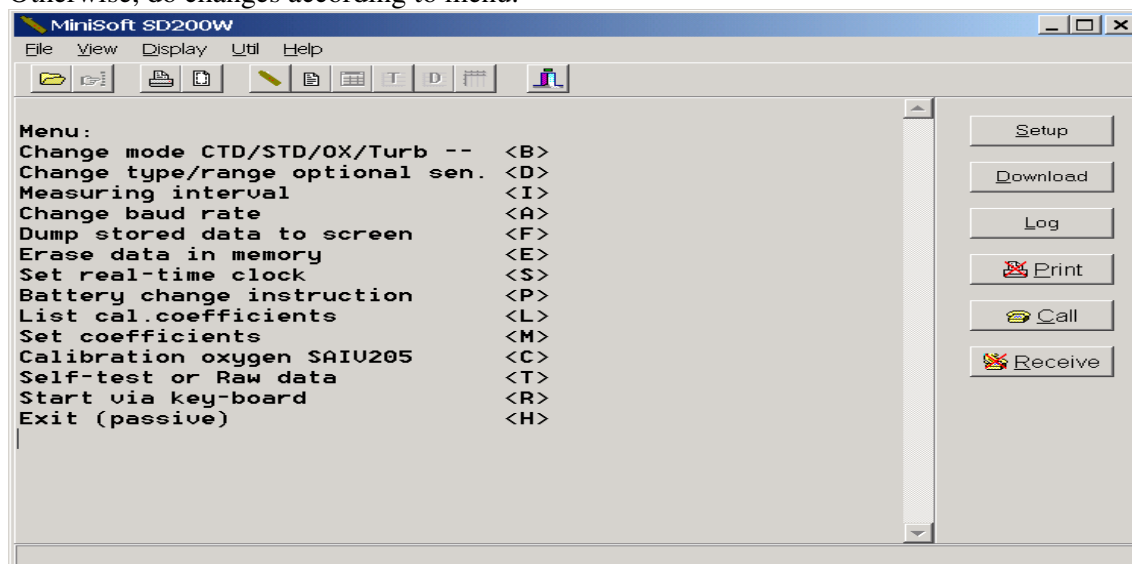 Otherwise, do changes according to menu.
MiniSoft SD200W
File View Display Util Help
T D
Menu:
Change mode CTD/STD/OX/Turb -- <B>
Change type/range optional sen. <D>
Measuring interval <I>
Change baud rate <A>
Dump stored data to screen <F>
Erase data in memory <E>
Set real-time clock <S>
Battery change instruction <P>
List cal.coefficients <L>
Set coefficients <M>
Calibration oxygen SAIV205 <C>
Self-test or Raw data <T>
Start via key-board <R>
Exit (passive) <H>
Setup
Download
Log
Print
Call
Receive